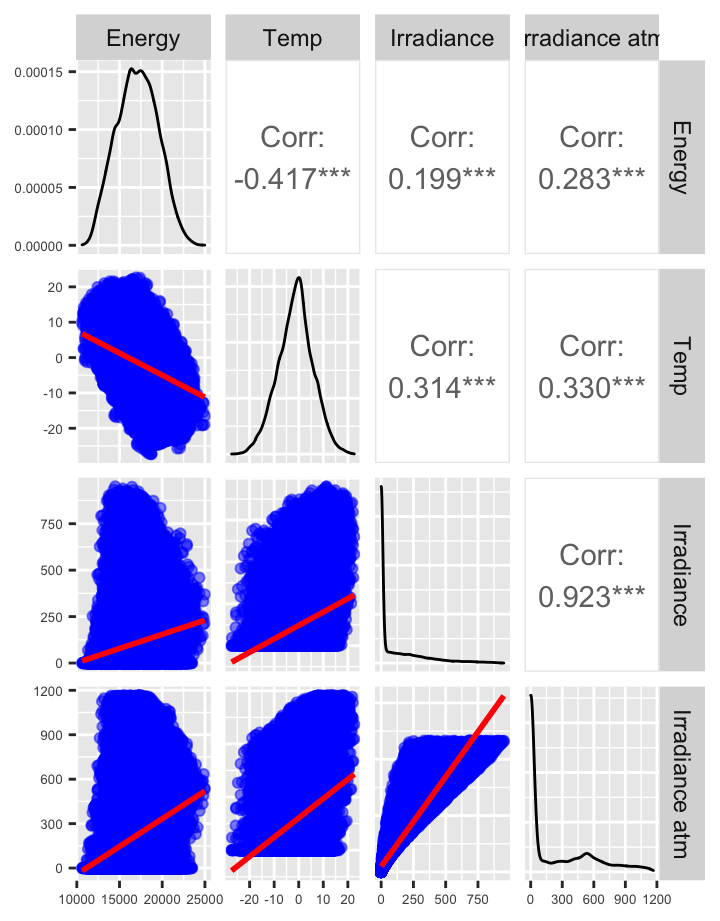 Energy
Temp
Irradiance
rradiance atm
0.00015
0.00010
0.00005
0.00000
Corr:
-0.417***
Corr:
0.199***
Corr:
0.283***
Energy
20
10
0
-10
-20
Corr:
0.314***
Corr:
0.330***
Temp
750
500
250
0
Corr:
0.923***
Irradiance
1200
900
600
300
0
Irradiance atm
10000 15000 20000 25000
-20 -10 0 10 20
0 250 500 750
0 300 600 900 1200